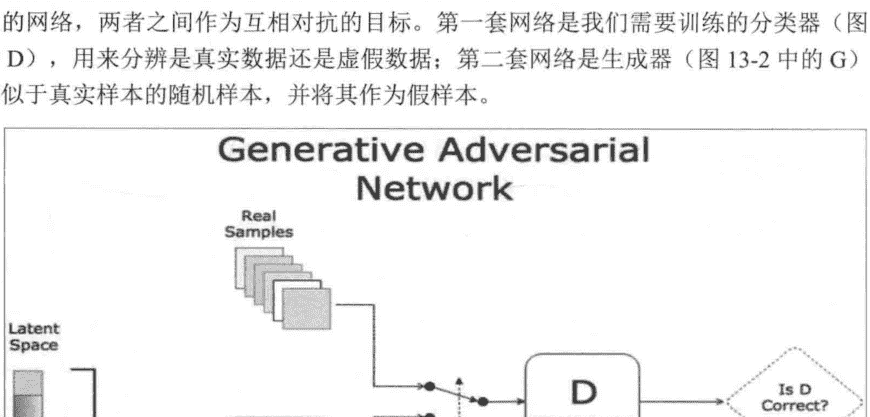 的网络，两者之间作为互相对抗的目标。第一套网络是我们需要训练的分类器（图
D），用来分辨是真实数据还是虚假数据；第二套网络是生成器（图 13-2 中的 G）
似于真实样本的随机样本，并将其作为假样本。
Generative Adversarial
Network
Real
Samples
Latent
Space
D
Is D
Correct?